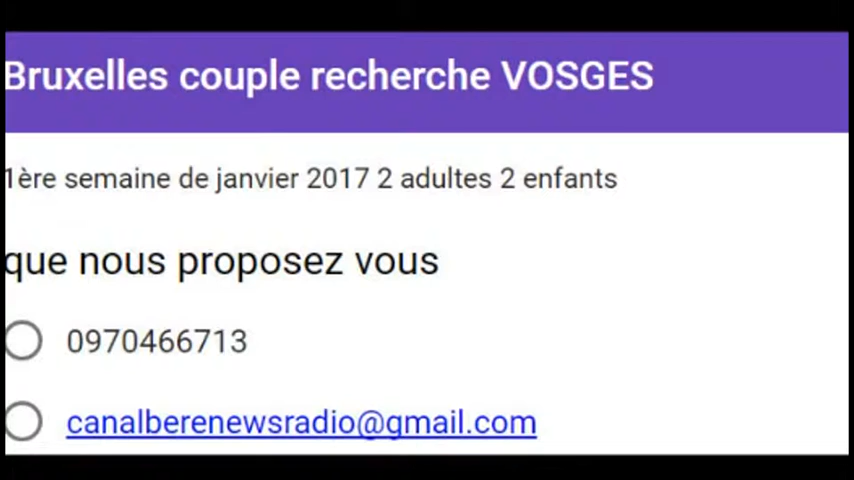 Bruxelles couple recherche VOSGES
1ère semaine de janvier 2017 2 adultes 2 enfants
que nous proposez vous
0970466713
canalberenewsradio@gmail.com